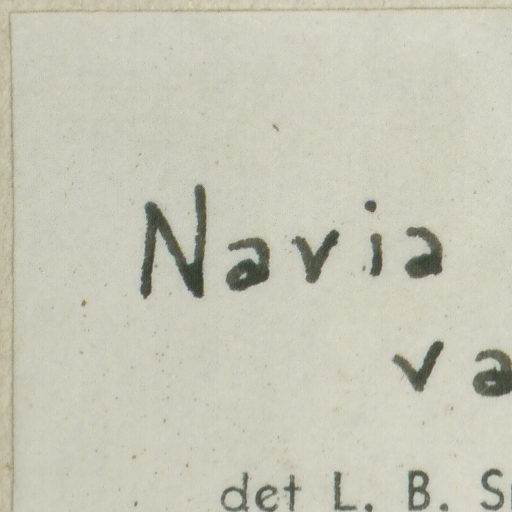 Navia
va
det L. B. S